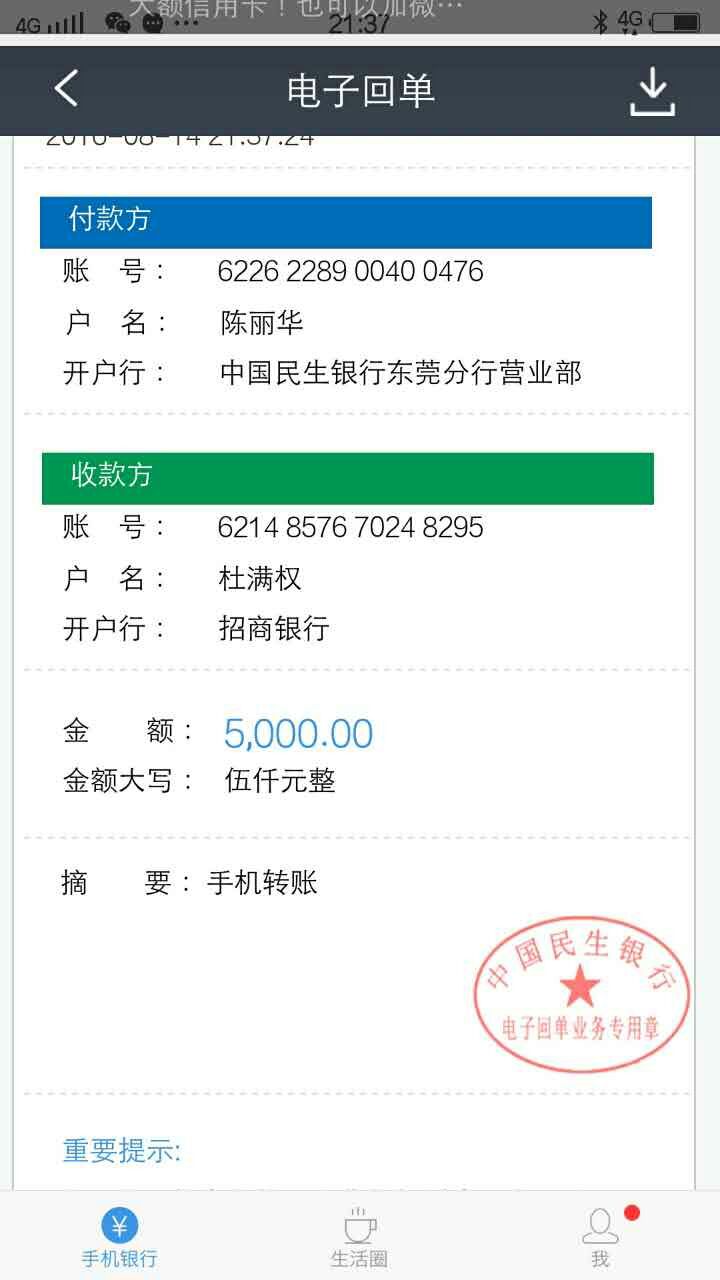 大额信用卡！也可以加微…
4G 21:37 4G
电子回单
2016-08-14 21:37:24
付款方
账 号： 6226 2289 0040 0476
户 名： 陈丽华
开户行： 中国民生银行东莞分行营业部
收款方
账 号： 6214 8576 7024 8295
户 名： 杜满权
开户行： 招商银行
金 额： 5,000.00
金额大写： 伍仟元整
摘 要： 手机转账
中国民生银行
电子回单业务专用章
重要提示:
手机银行 生活圈 我